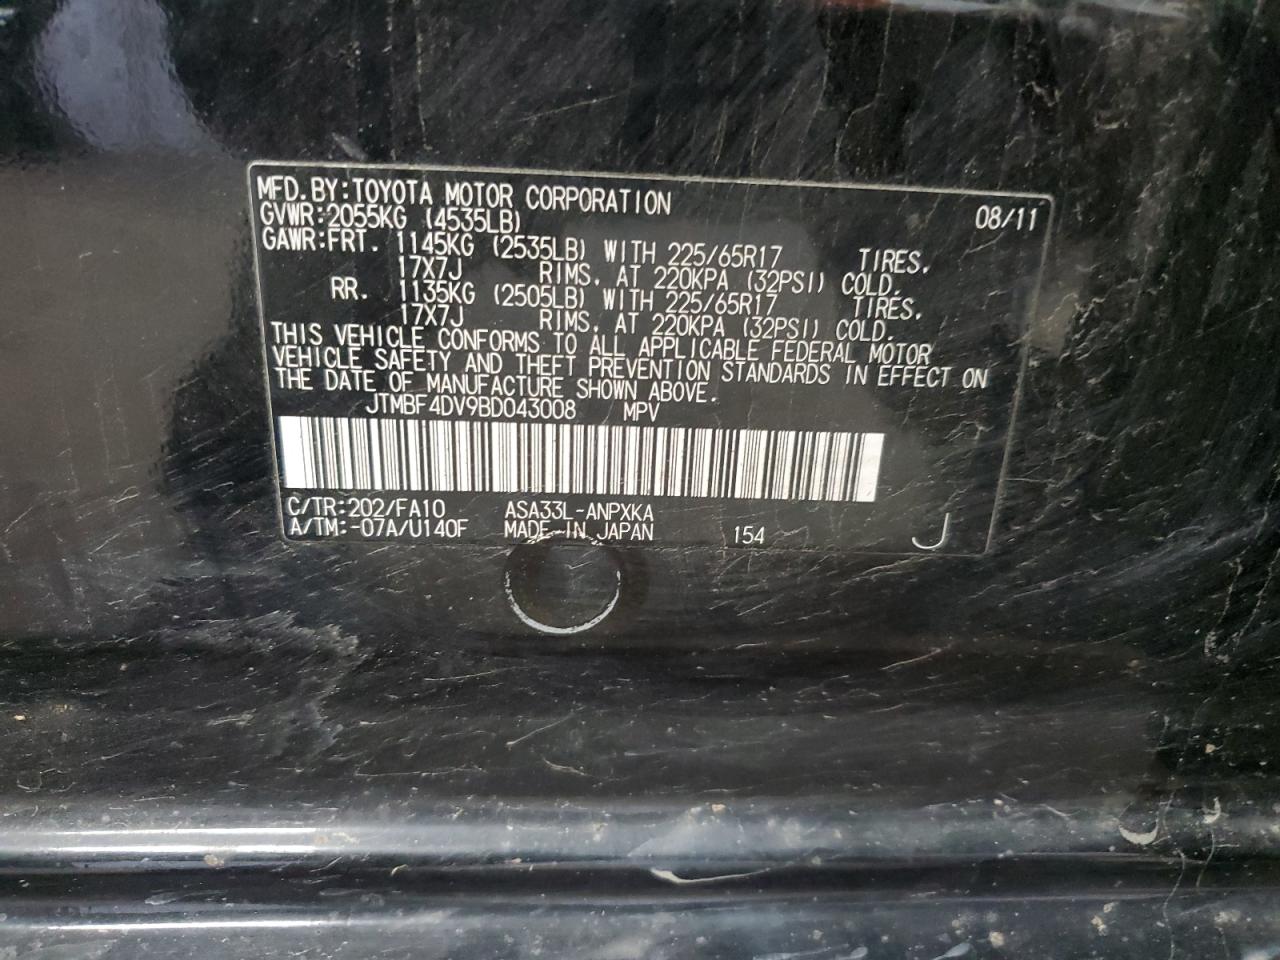 MFD.BY:TOYOTA MOTOR CORPORATION 08/11
GVWR:2055KG (4535LB)
GAWR:FRT. 1145KG (2535LB) WITH 225/65R17 TIRES.
17X7J RIMS, AT 220KPA (32PSI) COLD.
RR. 1135KG (2505LB) WITH 225/65R17 TIRES.
17X7J RIMS, AT 220KPA (32PSI) COLD.
THIS VEHICLE CONFORMS TO ALL APPLICABLE FEDERAL MOTOR
VEHICLE SAFETY AND THEFT PREVENTION STANDARDS IN EFFECT ON
THE DATE OF MANUFACTURE SHOWN ABOVE.
JTMBF4DV9BD043008 MPV
C/TR:202/FA10 ASA33L-ANPXKA
A/TM:-07A/U140F MADE IN JAPAN 154 J